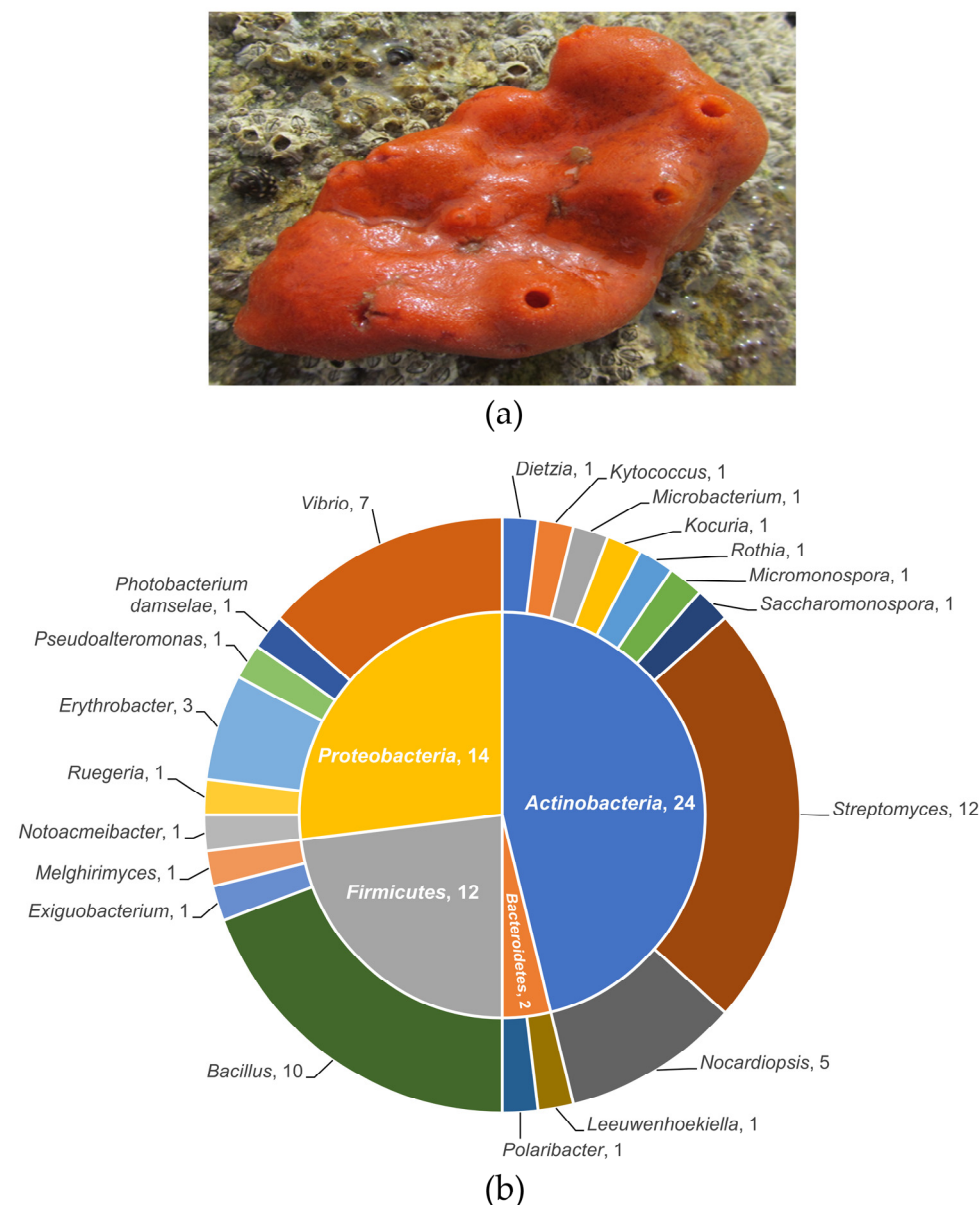 (a)
Dietzia, 1
Kytococcus, 1
Microbacterium, 1
Kocuria, 1
Rothia, 1
Micromonospora, 1
Saccharomonospora, 1
Streptomyces, 12
Nocardiopsis, 5
Leeuwenhoekiella, 1
Polaribacter, 1
Bacillus, 10
Exiguobacterium, 1
Melghirimyces, 1
Notoacmeibacter, 1
Ruegeria, 1
Erythrobacter, 3
Pseudoalteromonas, 1
Photobacterium
damselae, 1
Vibrio, 7
Proteobacteria, 14
Actinobacteria, 24
Firmicutes, 12
Bacteroidetes, 2
(b)